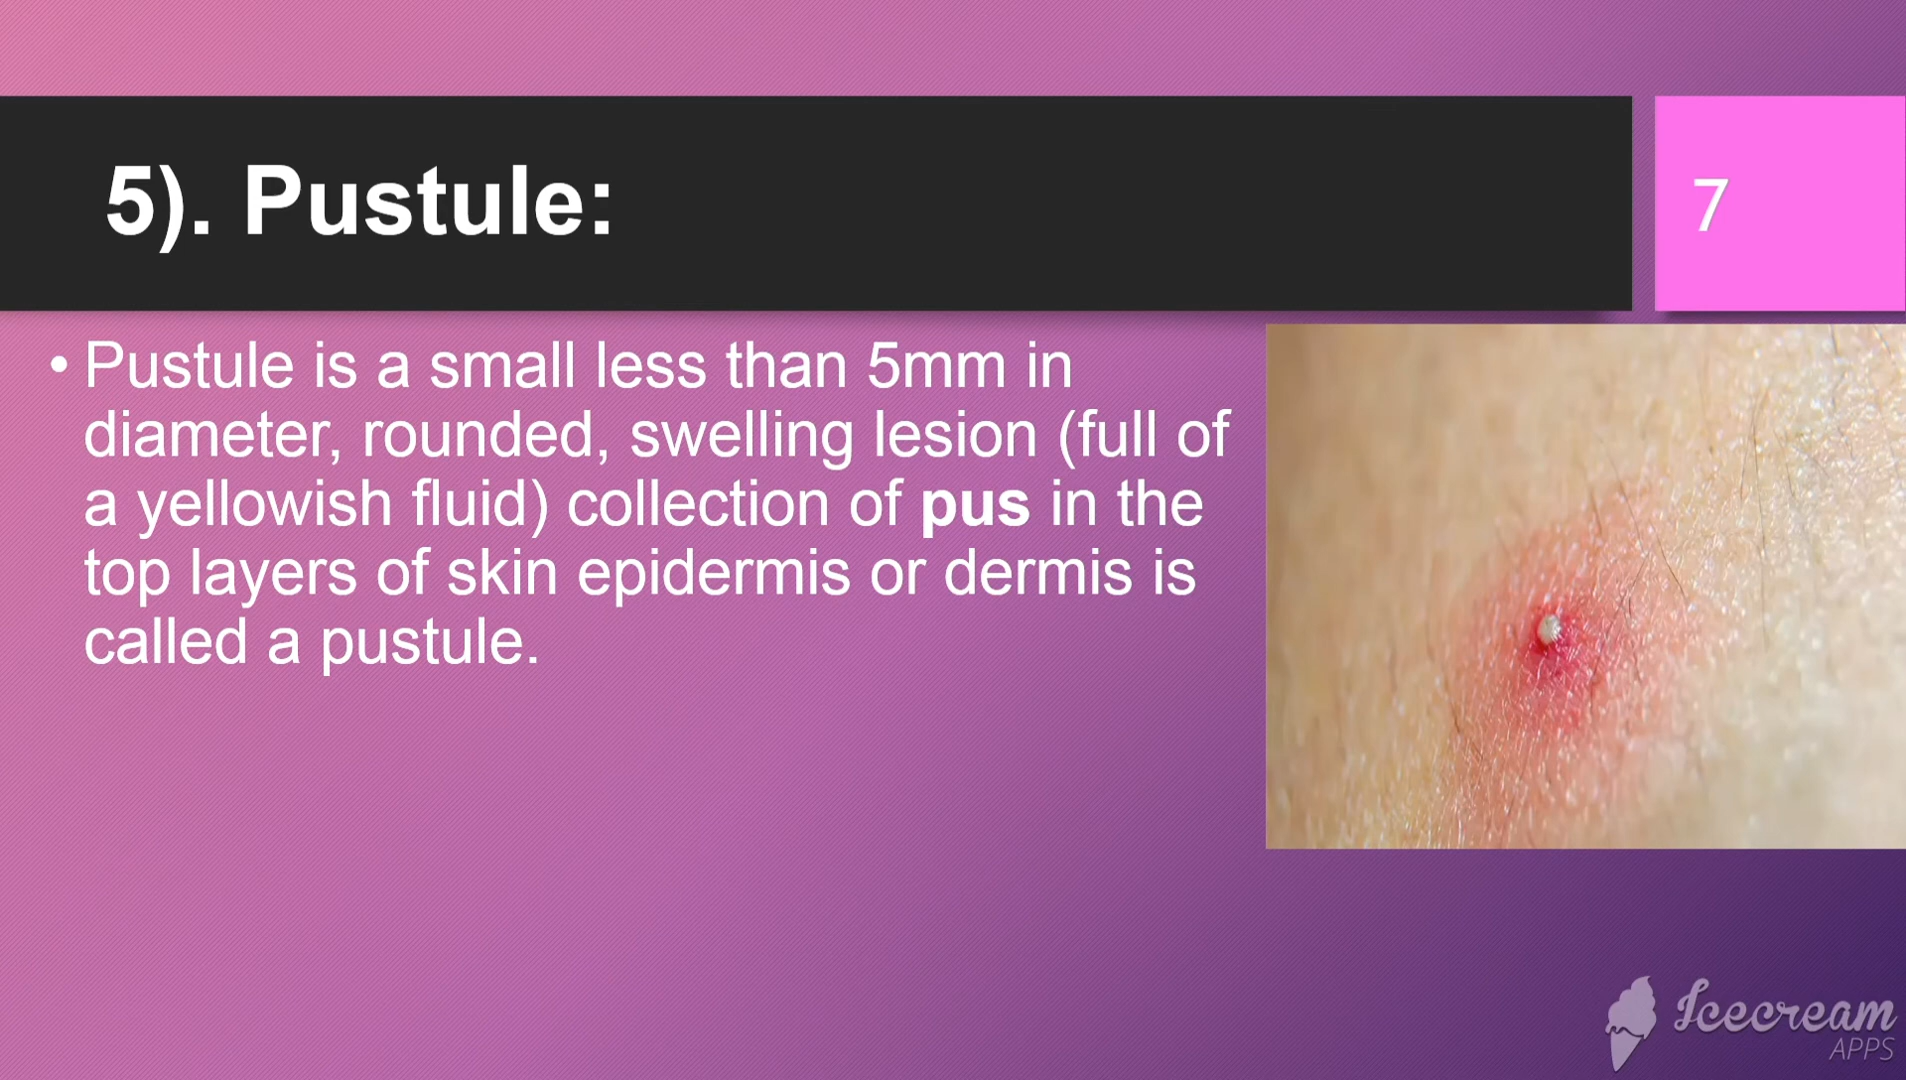 5). Pustule:
7
• Pustule is a small less than 5mm in
diameter, rounded, swelling lesion (full of
a yellowish fluid) collection of pus in the
top layers of skin epidermis or dermis is
called a pustule.
Icecream
APPS